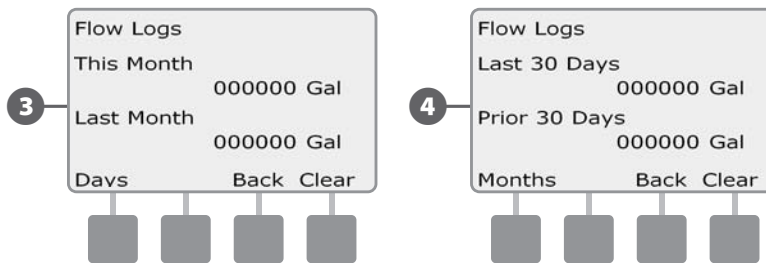 3
Flow Logs
This Month
000000 Gal
Last Month
000000 Gal
Days Back Clear
4
Flow Logs
Last 30 Days
000000 Gal
Prior 30 Days
000000 Gal
Months Back Clear